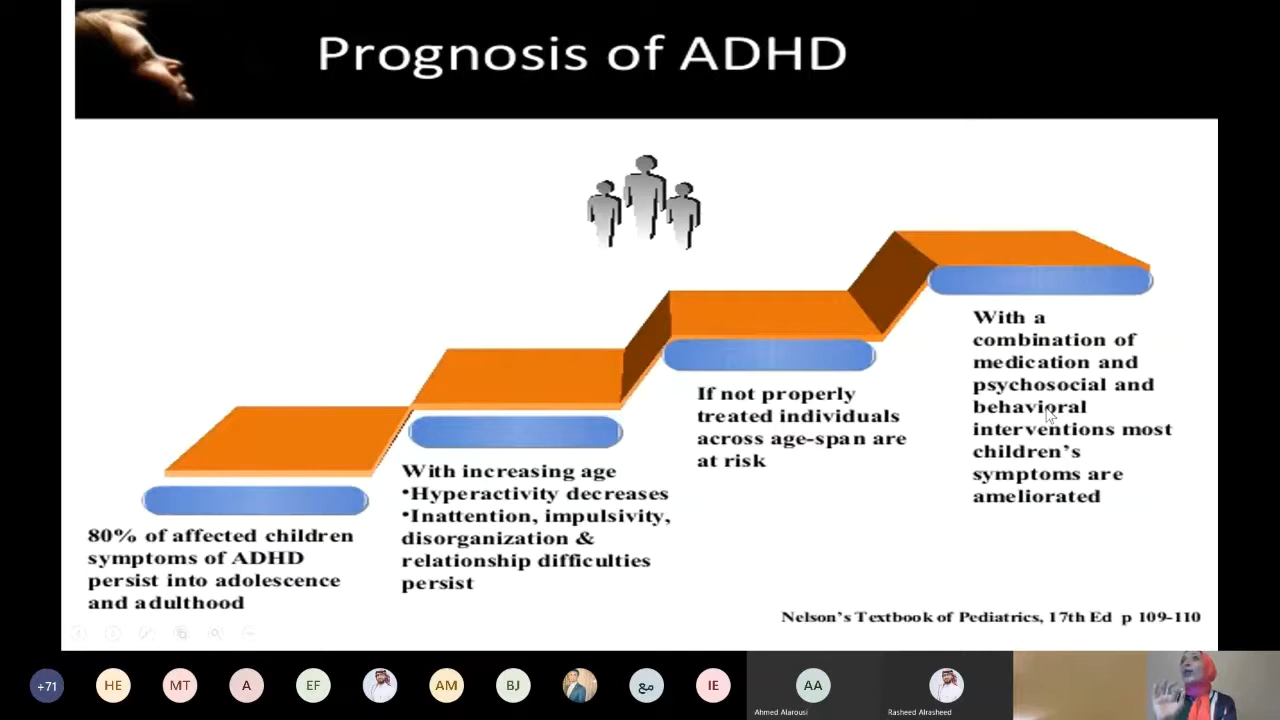 Prognosis of ADHD
With a
combination of
medication and
psychosocial and
behavioral
interventions most
children's
symptoms are
ameliorated
If not properly
treated individuals
across age-span are
at risk
With increasing age
•Hyperactivity decreases
•Inattention, impulsivity,
disorganization &
relationship difficulties
persist
80% of affected children
symptoms of ADHD
persist into adolescence
and adulthood
Nelson's Textbook of Pediatrics, 17th Ed p 109-110
+71
HE
MT
A
EF
AM
BJ
مع
IE
AA
Ahmed Alarousi
Rasheed Alrasheed